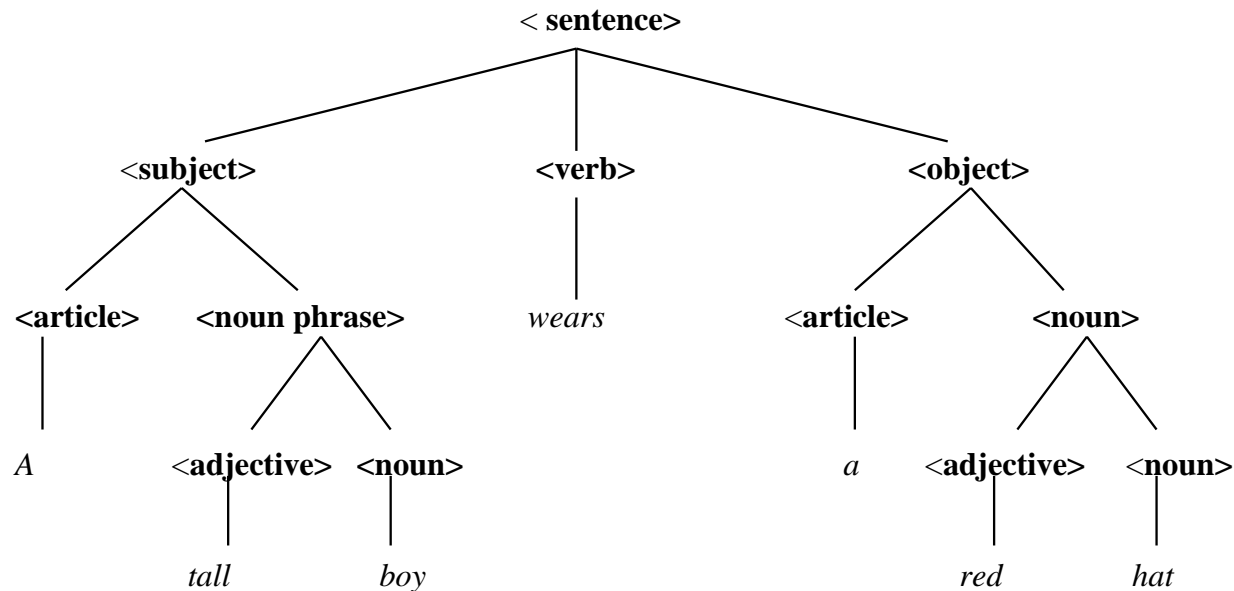 < sentence>
<subject> <verb> <object>
<article> <noun phrase> wears <article> <noun>
A <adjective> <noun> a <adjective> <noun>
tall boy red hat